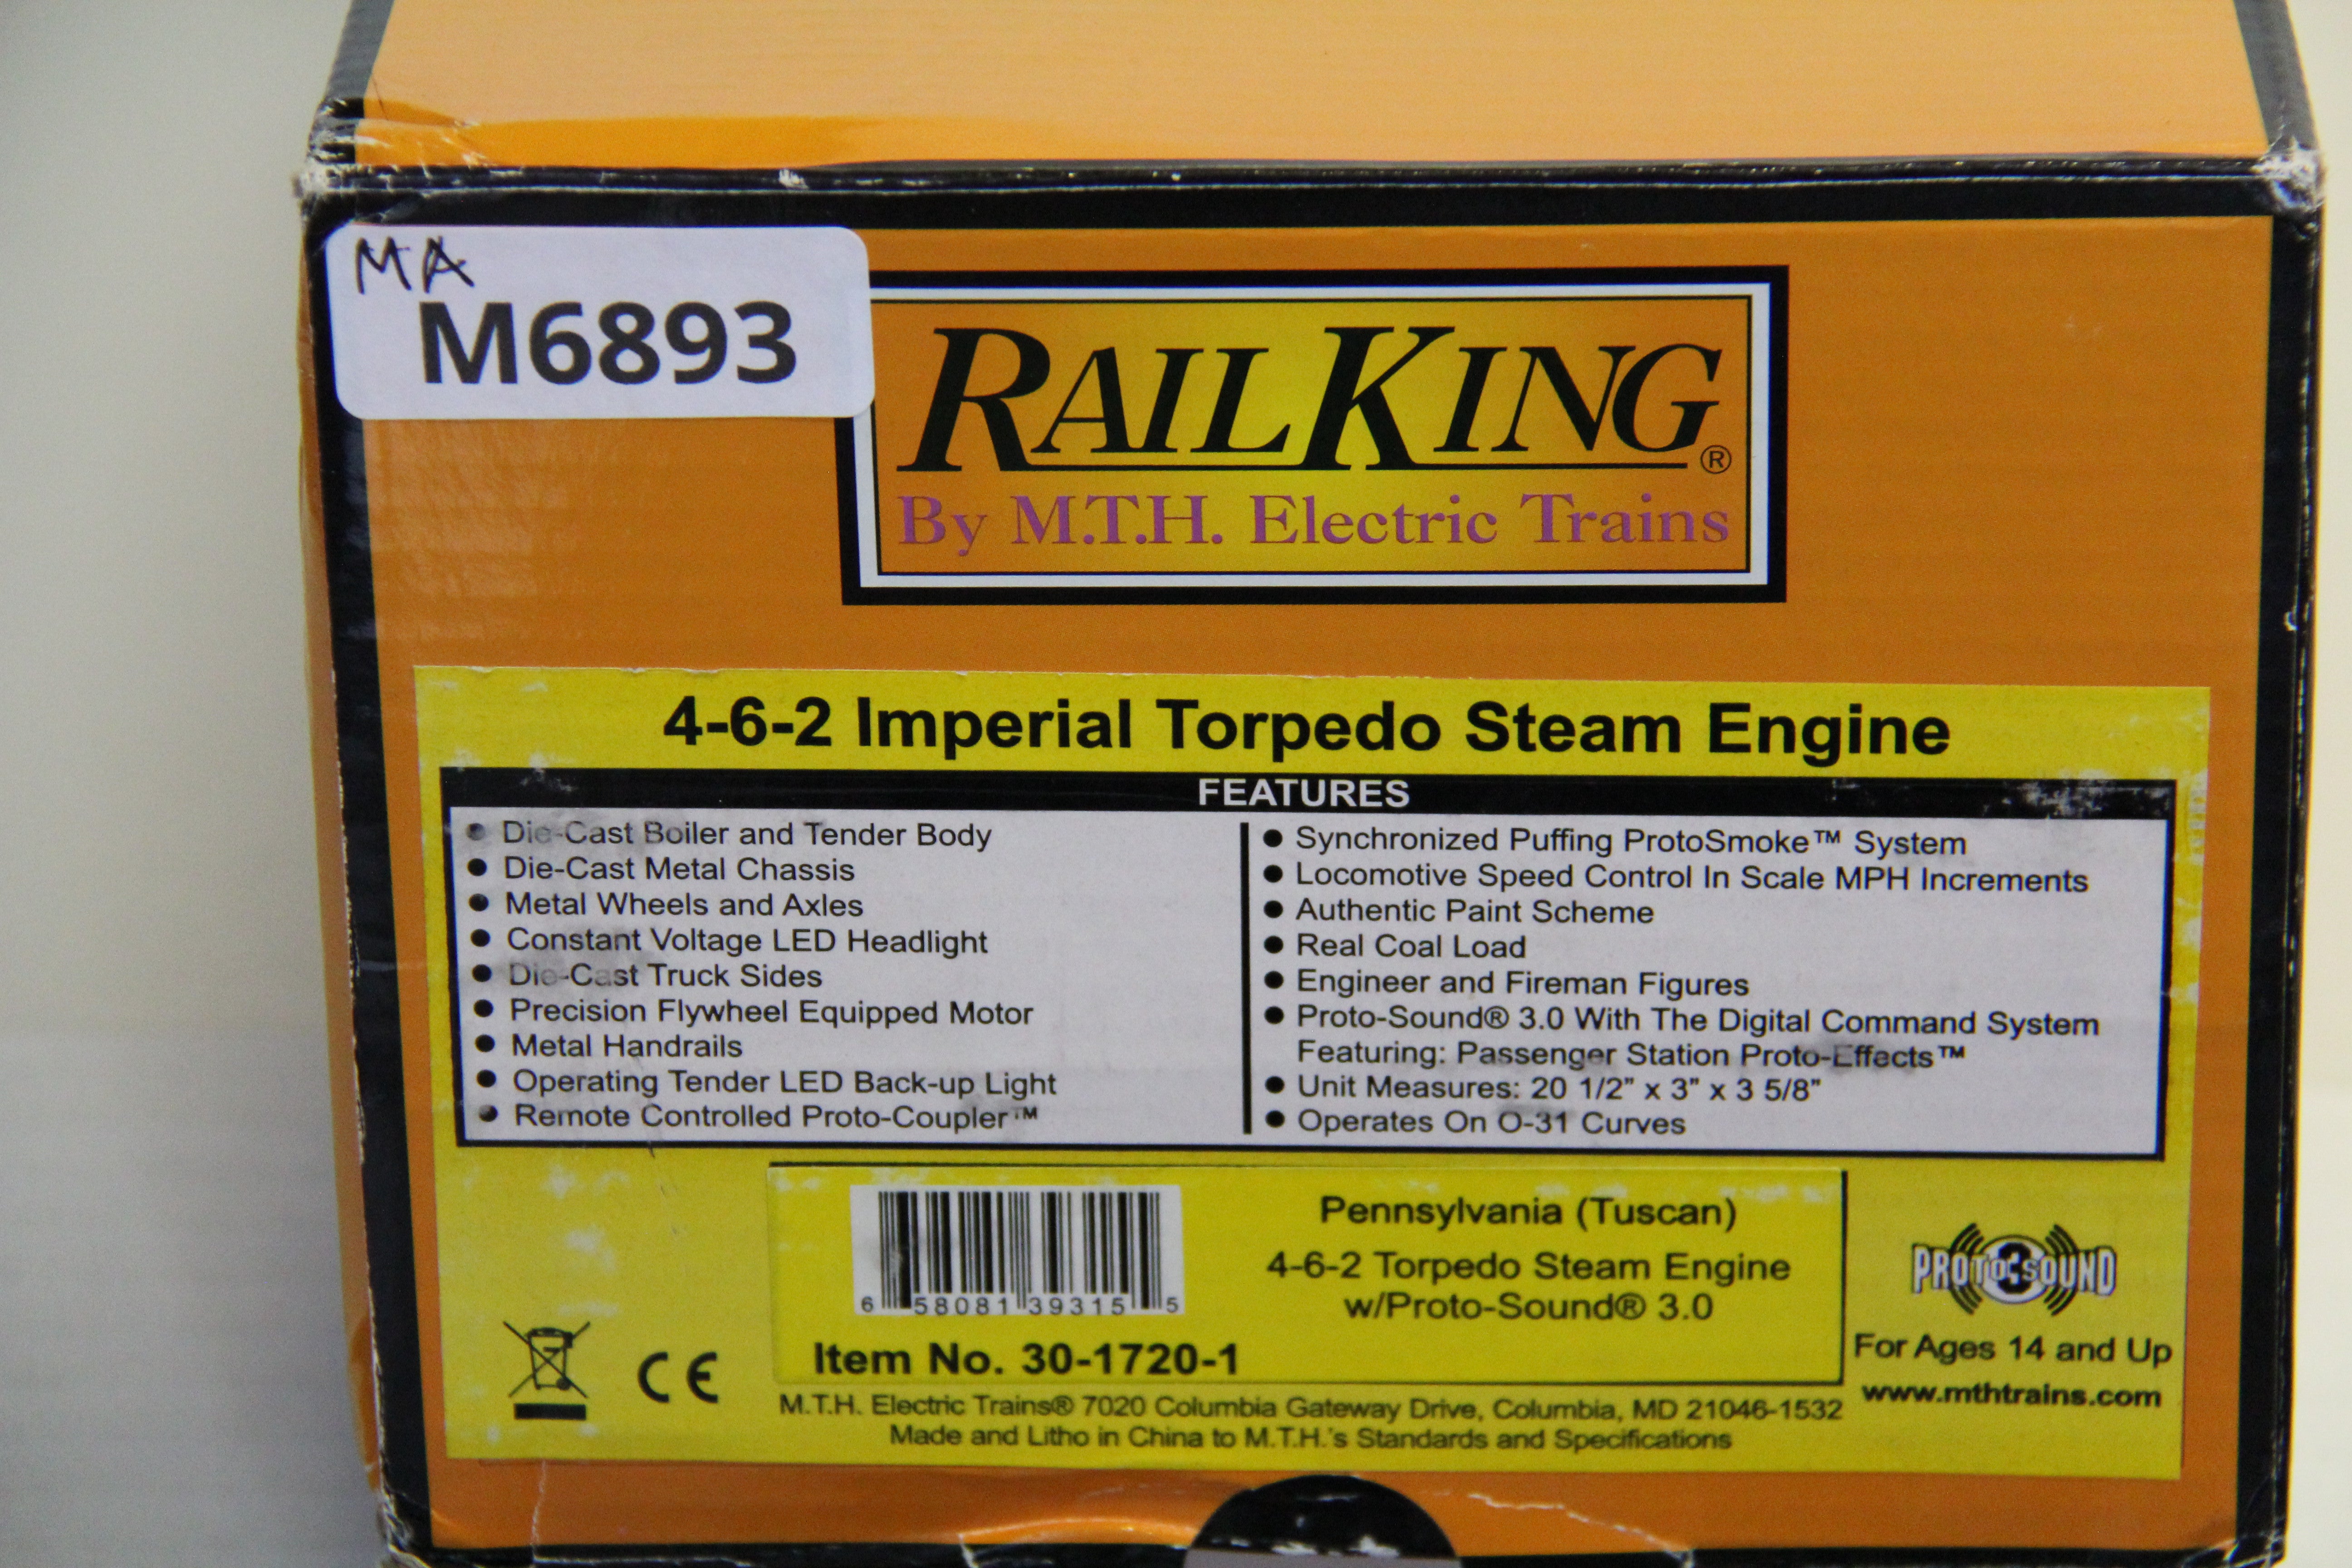 MA
M6893
RAILKING®
By M.T.H. Electric Trains
4-6-2 Imperial Torpedo Steam Engine
FEATURES
● Die-Cast Boiler and Tender Body
● Die-Cast Metal Chassis
● Metal Wheels and Axles
● Constant Voltage LED Headlight
● Die-Cast Truck Sides
● Precision Flywheel Equipped Motor
● Metal Handrails
● Operating Tender LED Back-up Light
● Remote Controlled Proto-Coupler™
● Synchronized Puffing ProtoSmoke™ System
● Locomotive Speed Control In Scale MPH Increments
● Authentic Paint Scheme
● Real Coal Load
● Engineer and Fireman Figures
● Proto-Sound® 3.0 With The Digital Command System
Featuring: Passenger Station Proto-Effects™
● Unit Measures: 20 1/2” x 3” x 3 5/8”
● Operates On O-31 Curves
6 58081 39315 5
Item No. 30-1720-1
Pennsylvania (Tuscan)
4-6-2 Torpedo Steam Engine
w/Proto-Sound® 3.0
PROTO 3 SOUND
For Ages 14 and Up
www.mthtrains.com
CE
M.T.H. Electric Trains® 7020 Columbia Gateway Drive, Columbia, MD 21046-1532
Made and Litho in China to M.T.H.'s Standards and Specifications